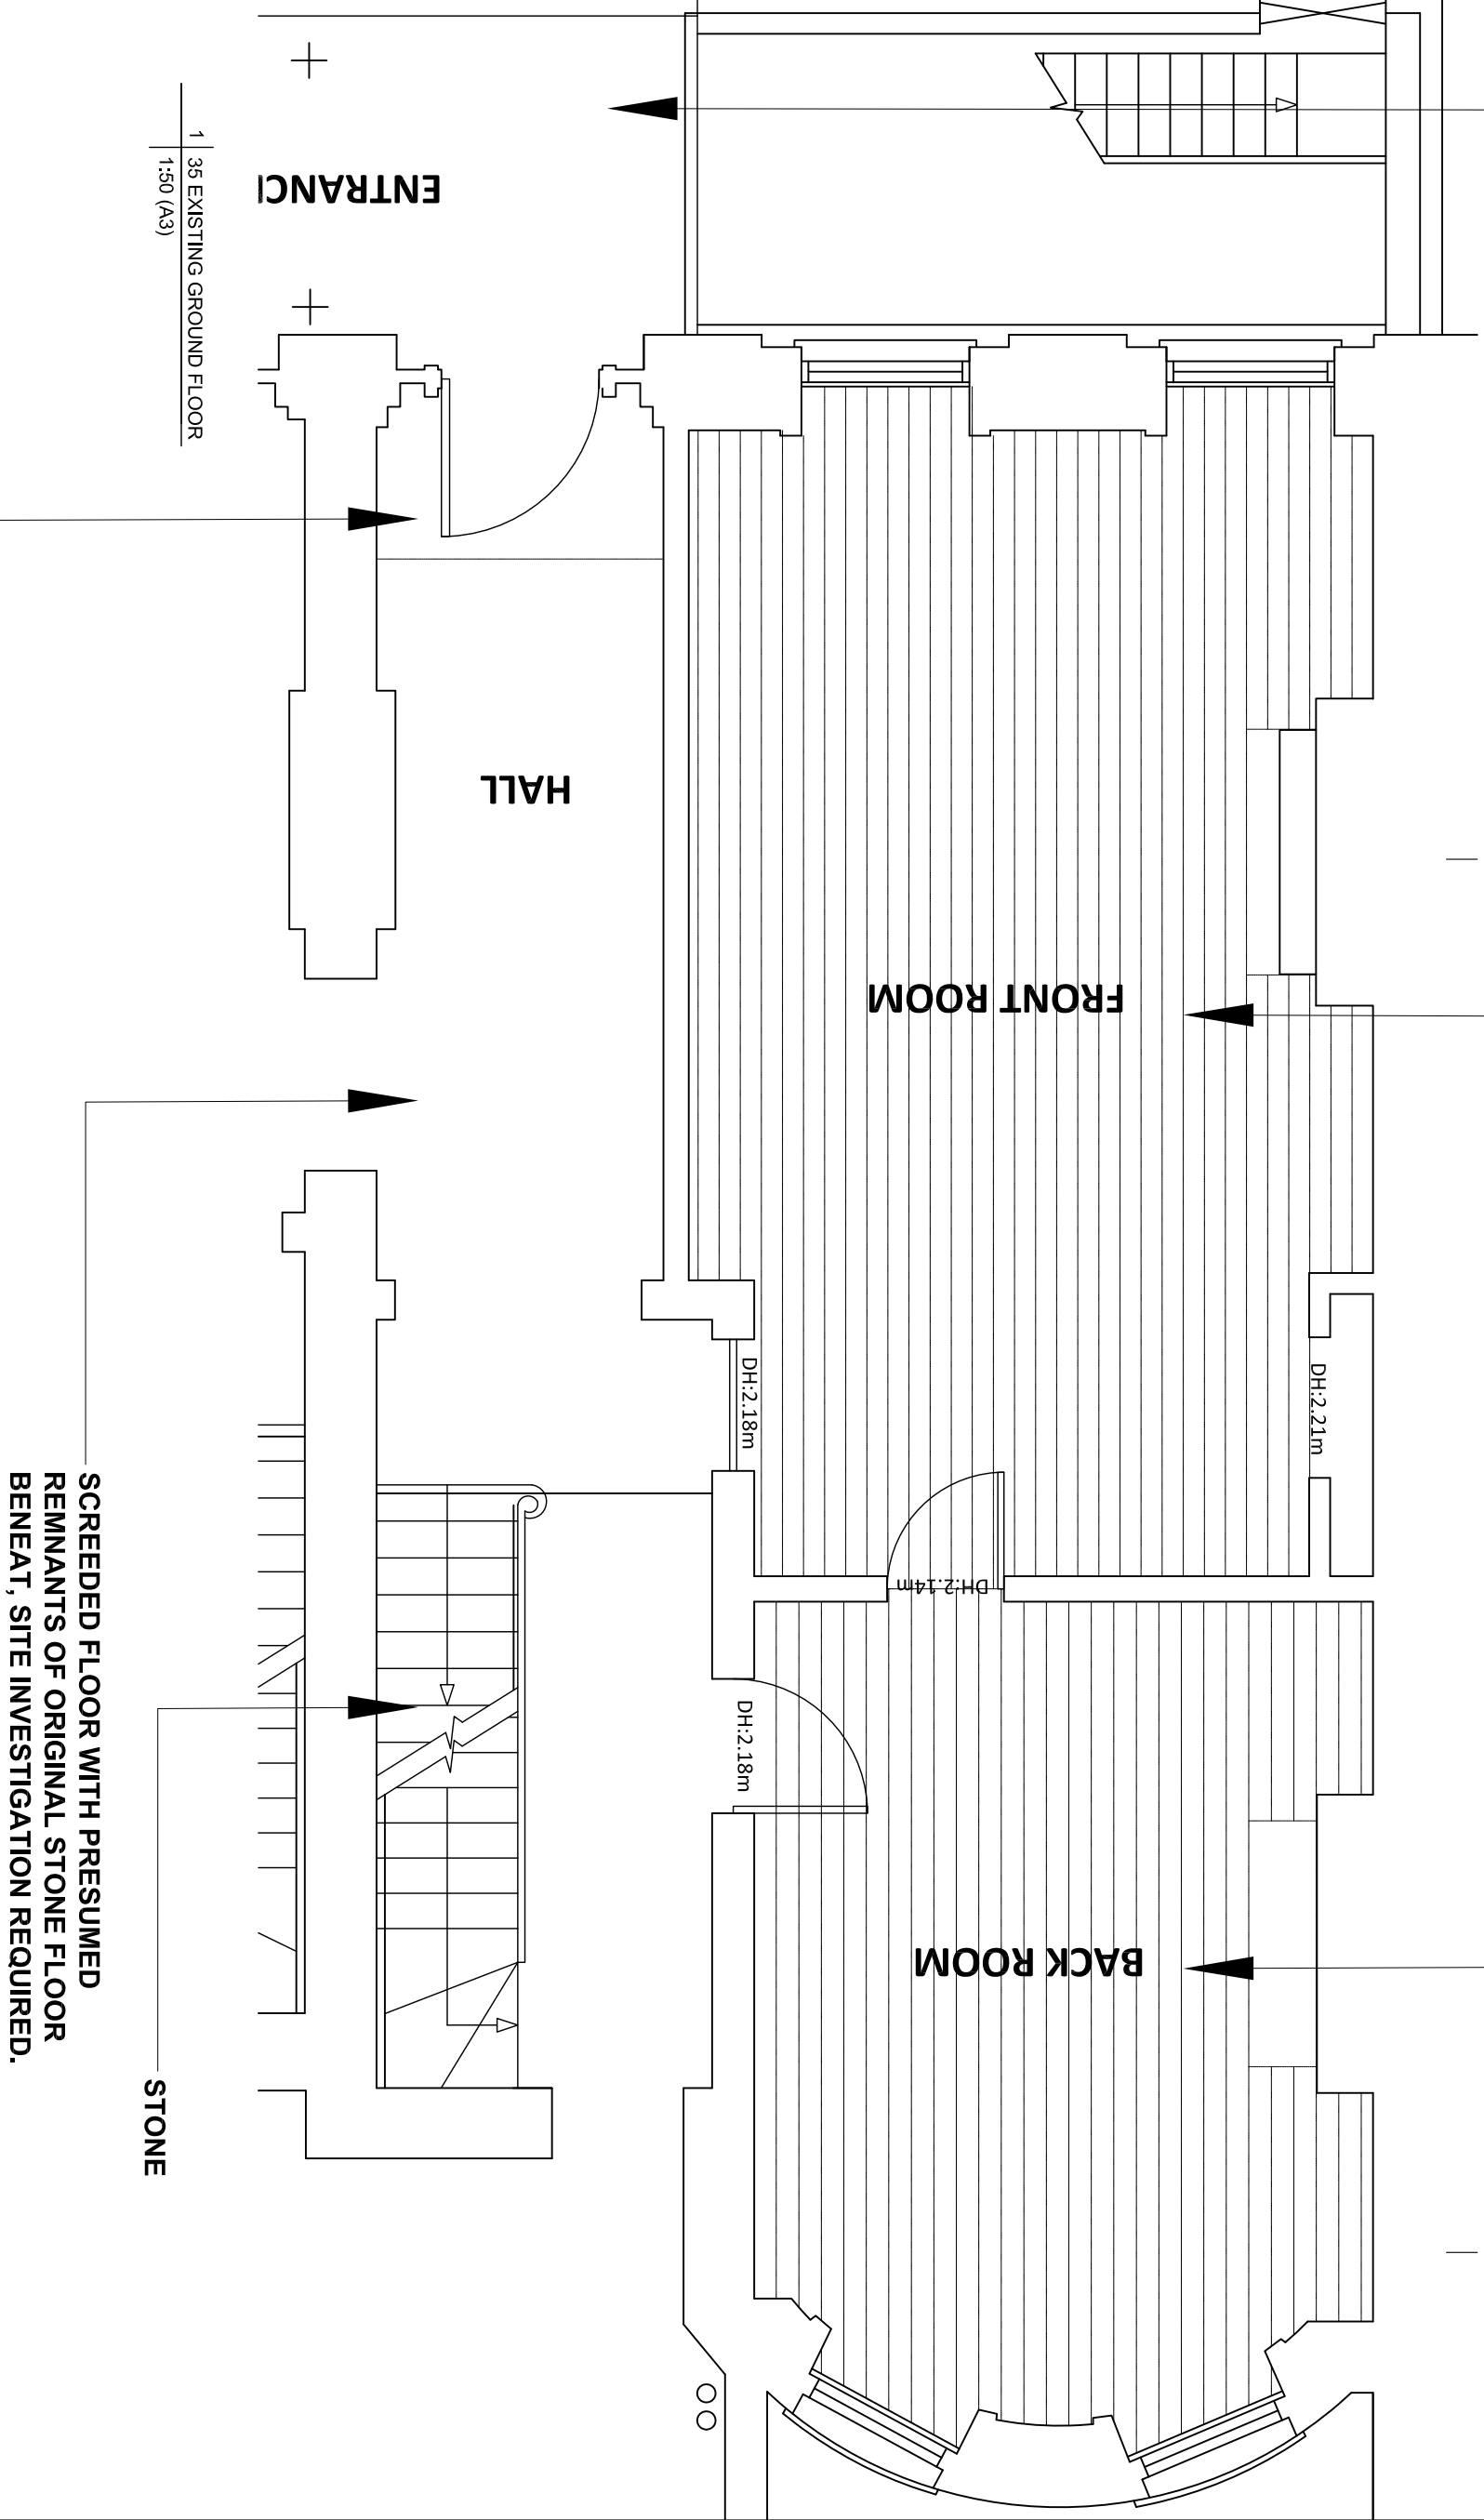 1
35 EXISTING GROUND FLOOR
1:50 (A3)
ENTRANC
HALL
FRONT ROOM
DH:2.18m
DH:2.21m
DH:2.14m
DH:2.18m
BACK ROOM
SCREEDED FLOOR WITH PRESUMED
REMNANTS OF ORIGINAL STONE FLOOR
BENEAT, SITE INVESTIGATION REQUIRED.
STONE